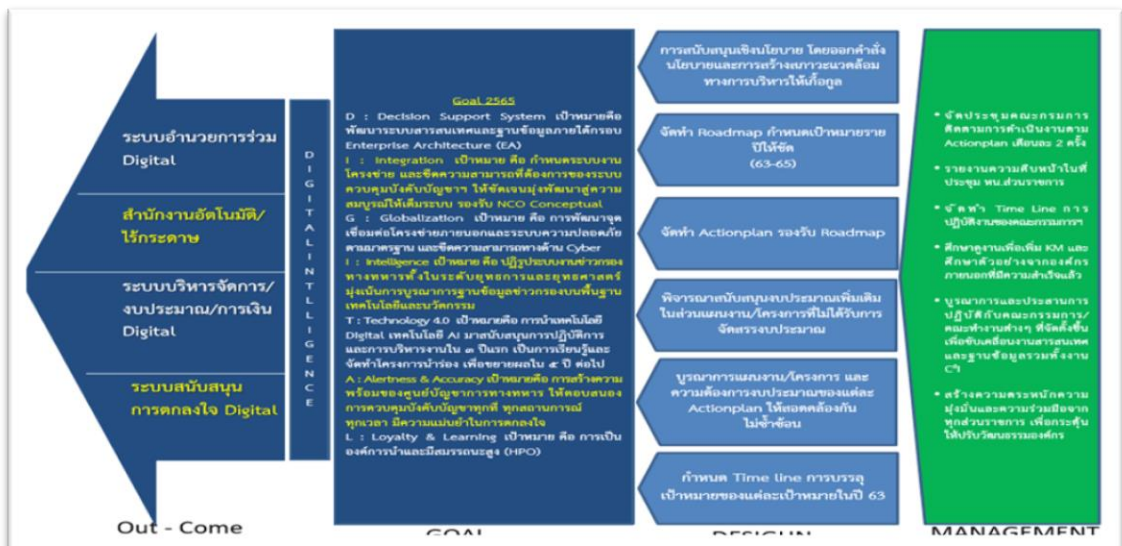 ระบบอำนวยการร่วม
Digital
สำนักงานอัตโนมัติ/
ไร้กระดาษ
ระบบบริหารจัดการ/
งบประมาณ/การเงิน
Digital
ระบบสนับสนุน
การตกลงใจ Digital
Out - Come
DIGITALINTLLIGENCE
Goal 2565
D : Decision Support System เป้าหมายคือ
พัฒนาระบบสารสนเทศและฐานข้อมูลภายใต้กรอบ
Enterprise Architecture (EA)
I : Integration เป้าหมาย คือ กำหนดระบบงาน
โครงข่าย และขีดความสามารถที่ต้องการของระบบ
ควบคุมบังคับบัญชาฯ ให้ชัดเจนมุ่งพัฒนาสู่ความ
สมบูรณ์ให้เต็มระบบ รองรับ NCO Conceptual
G : Globalization เป้าหมาย คือ การพัฒนาจุด
เชื่อมต่อโครงข่ายภายนอกและระบบความปลอดภัย
ตามมาตรฐาน และขีดความสามารถทางด้าน Cyber
I : Intelligence เป้าหมาย คือ ปฏิรูประบบงานข่าวกรอง
ทางทหารทั้งในระดับยุทธการและยุทธศาสตร์
มุ่งเน้นการบูรณาการฐานข้อมูลข่าวกรองบนพื้นฐาน
เทคโนโลยีและนวัตกรรม
T : Technology 4.0 เป้าหมายคือ การนำเทคโนโลยี
Digital เทคโนโลยี AI มาสนับสนุนการปฏิบัติการ
และการบริหารงานใน ๓ ปีแรก เป็นการเรียนรู้และ
จัดทำโครงการนำร่อง เพื่อขยายผลใน ๕ ปี ต่อไป
A : Alertness & Accuracy เป้าหมายคือ การสร้างความ
พร้อมของศูนย์บัญชาการทางทหาร ให้ตอบสนอง
การควบคุมบังคับบัญชาทุกที่ ทุกสถานการณ์
ทุกเวลา มีความแม่นยำในการตกลงใจ
L : Loyalty & Learning เป้าหมาย คือ การเป็น
องค์การนำและมีสมรรถนะสูง (HPO)
GOAL
การสนับสนุนเชิงนโยบาย โดยออกคำสั่ง
นโยบายและการสร้างสภาวะแวดล้อม
ทางการบริหารให้เกื้อกูล
จัดทำ Roadmap กำหนดเป้าหมายราย
ปีให้ชัด
(63-65)
จัดทำ Actionplan รองรับ Roadmap
พิจารณาสนับสนุนงบประมาณเพิ่มเติม
ในส่วนแผนงาน/โครงการที่ไม่ได้รับการ
จัดสรรงบประมาณ
บูรณาการแผนงาน/โครงการ และ
ความต้องการงบประมาณของแต่ละ
Actionplan ให้สอดคล้องกัน
ไม่ซ้ำซ้อน
กำหนด Time line การบรรลุ
เป้าหมายของแต่ละเป้าหมายในปี 63
DESIGUN
• จัดประชุมคณะกรรมการ
ติดตามการดำเนินงานตาม
Actionplan เดือนละ 2 ครั้ง
• รายงานความคืบหน้าในที่
ประชุม หน.ส่วนราชการ
• จัดทำ Time Line การ
ปฏิบัติงานของคณะกรรมการฯ
• ศึกษาดูงานเพื่อเพิ่ม KM และ
ศึกษาตัวอย่างจากองค์กร
ภายนอกที่มีความสำเร็จแล้ว
• บูรณาการและประสานการ
ปฏิบัติกับคณะกรรมการ/
คณะทำงานต่างๆ ที่จัดตั้งขึ้น
เพื่อขับเคลื่อนงานสารสนเทศ
และฐานข้อมูลรวมทั้งงาน
• สร้างความตระหนักความ
มุ่งมั่นและความร่วมมือจาก
ทุกส่วนราชการ เพื่อกระตุ้น
ให้ปรับวัฒนธรรมองค์กร
MANAGEMENT